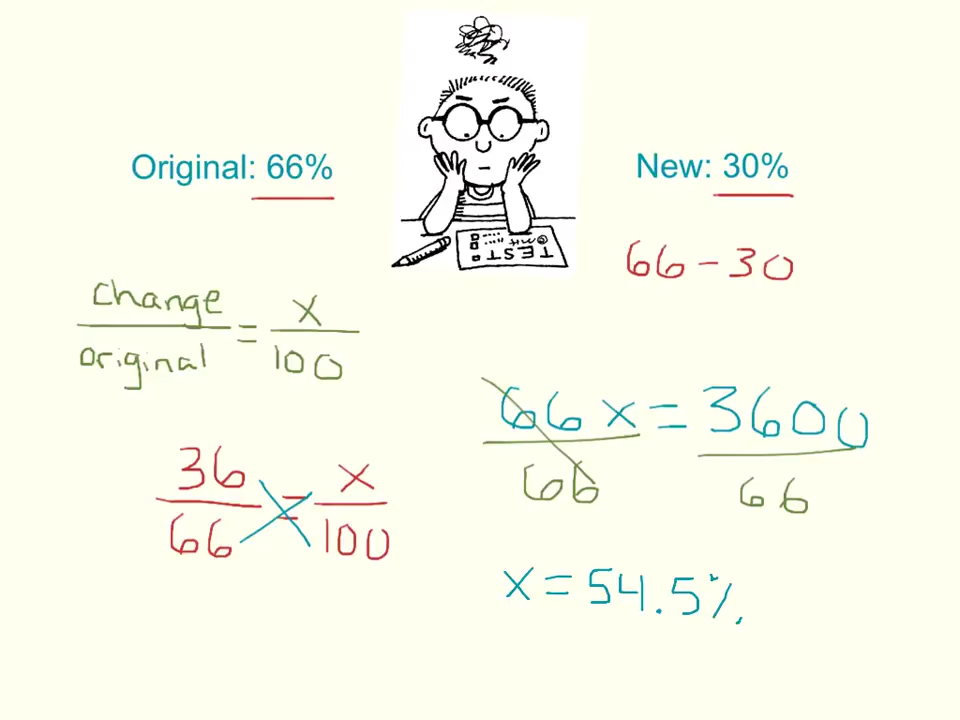 Original: 66%
New: 30%
TEST
66 - 30
change
original
=
x
100
36
66
=
x
100
66x = 3600
66
66
x = 54.5%